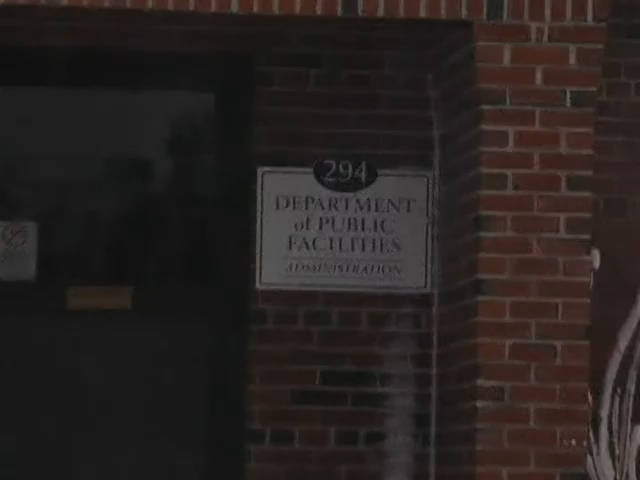 294
DEPARTMENT
of PUBLIC
FACILITIES
ADMINISTRATION